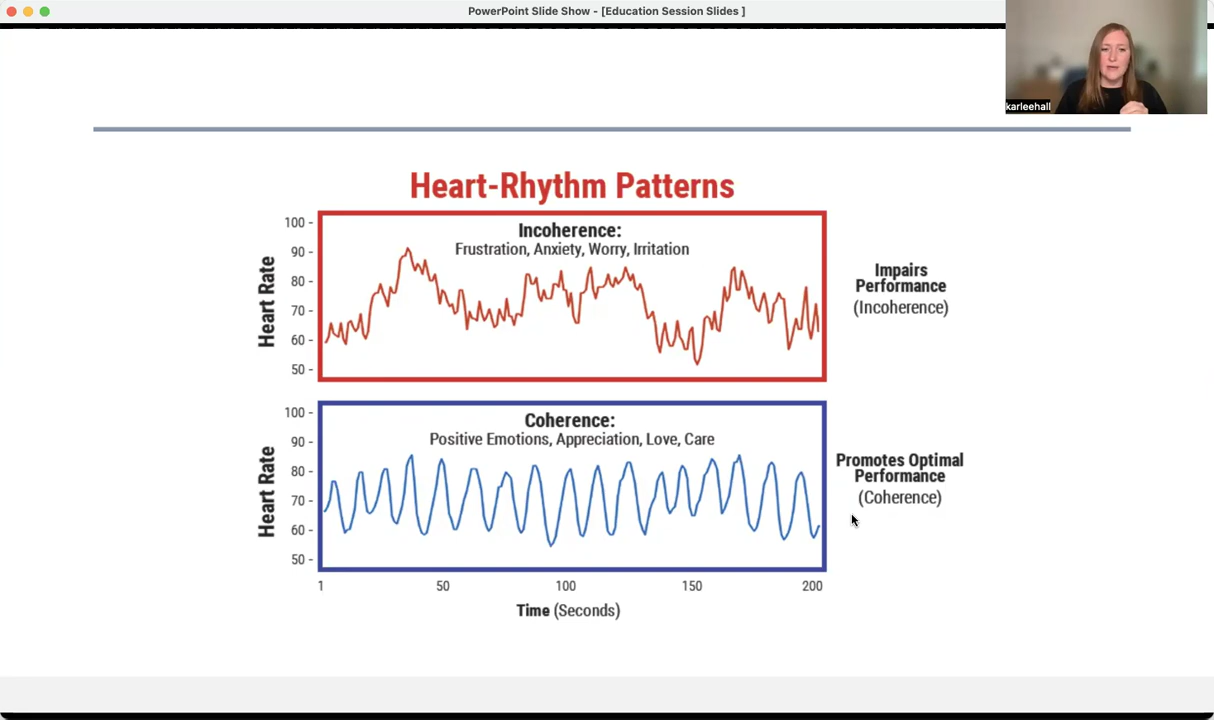 PowerPoint Slide Show - [Education Session Slides ]
karleehall
Heart-Rhythm Patterns
Incoherence:
Frustration, Anxiety, Worry, Irritation
Heart Rate
100 -
90 -
80 -
70 -
60 -
50 -
Impairs
Performance
(Incoherence)
Coherence:
Positive Emotions, Appreciation, Love, Care
Heart Rate
100 -
90 -
80 -
70 -
60 -
50 -
Promotes Optimal
Performance
(Coherence)
1 50 100 150 200
Time (Seconds)